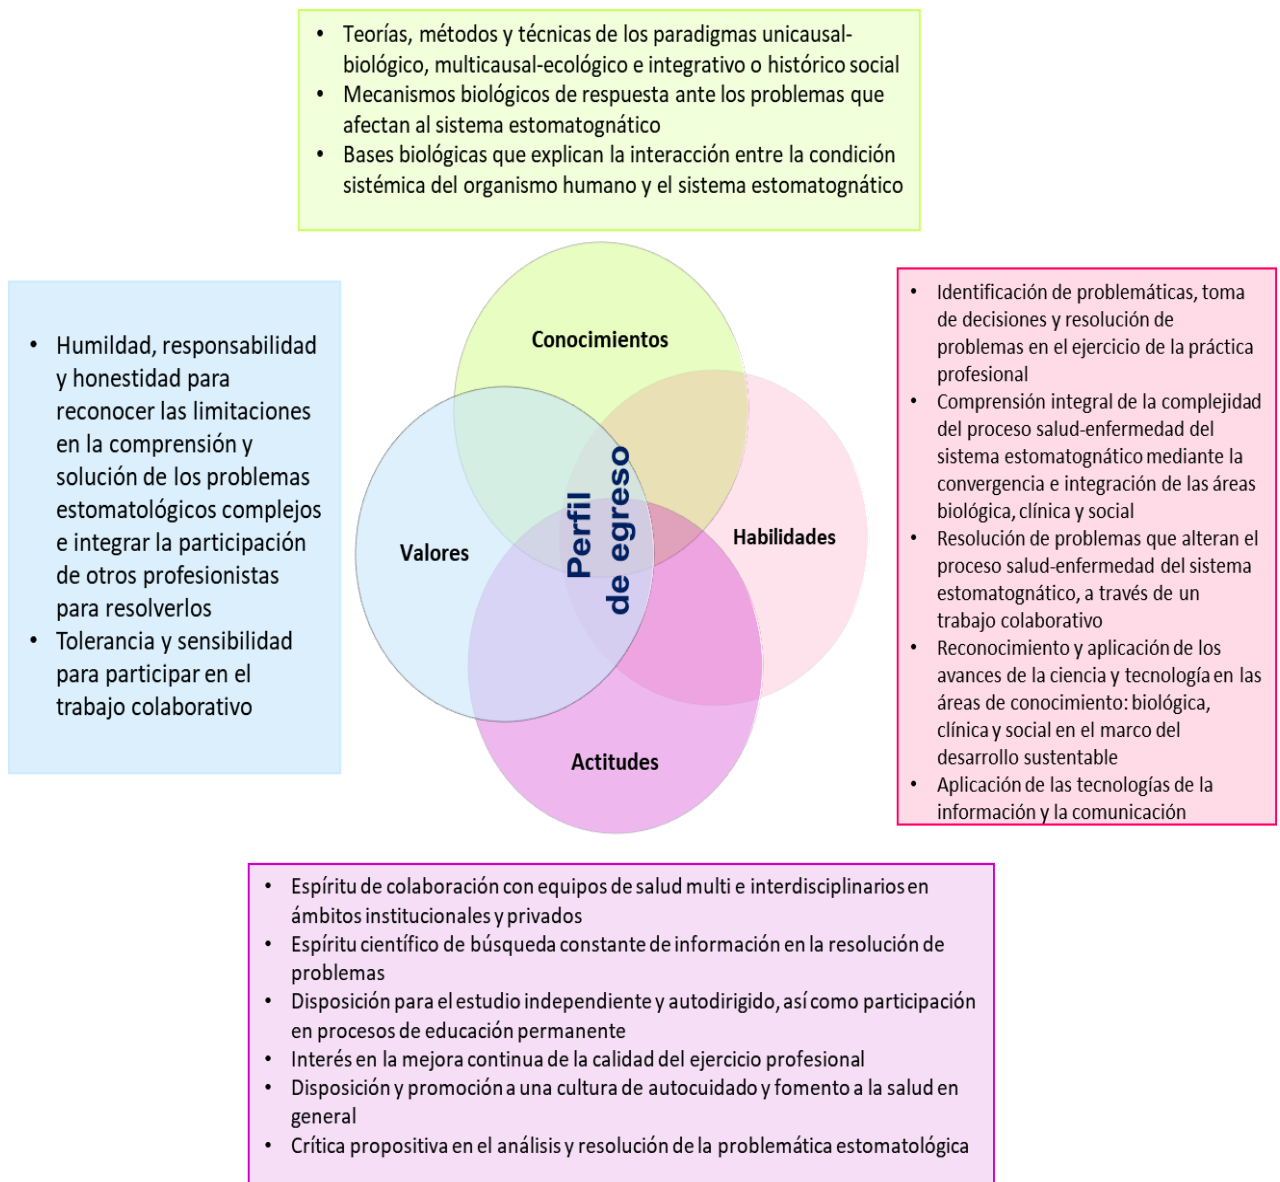 • Teorías, métodos y técnicas de los paradigmas unicausal-
biológico, multicausal-ecológico e integrativo o histórico social
• Mecanismos biológicos de respuesta ante los problemas que
afectan al sistema estomatognático
• Bases biológicas que explican la interacción entre la condición
sistémica del organismo humano y el sistema estomatognático
• Humildad, responsabilidad
y honestidad para
reconocer las limitaciones
en la comprensión y
solución de los problemas
estomatológicos complejos
e integrar la participación
de otros profesionistas
para resolverlos
• Tolerancia y sensibilidad
para participar en el
trabajo colaborativo
Conocimientos
Valores
Perfil
de egreso
Habilidades
Actitudes
• Identificación de problemáticas, toma
de decisiones y resolución de
problemas en el ejercicio de la práctica
profesional
• Comprensión integral de la complejidad
del proceso salud-enfermedad del
sistema estomatognático mediante la
convergencia e integración de las áreas
biológica, clínica y social
• Resolución de problemas que alteran el
proceso salud-enfermedad del sistema
estomatognático, a través de un
trabajo colaborativo
• Reconocimiento y aplicación de los
avances de la ciencia y tecnología en las
áreas de conocimiento: biológica,
clínica y social en el marco del
desarrollo sustentable
• Aplicación de las tecnologías de la
información y la comunicación
• Espíritu de colaboración con equipos de salud multi e interdisciplinarios en
ámbitos institucionales y privados
• Espíritu científico de búsqueda constante de información en la resolución de
problemas
• Disposición para el estudio independiente y autodirigido, así como participación
en procesos de educación permanente
• Interés en la mejora continua de la calidad del ejercicio profesional
• Disposición y promoción a una cultura de autocuidado y fomento a la salud en
general
• Crítica propositiva en el análisis y resolución de la problemática estomatológica